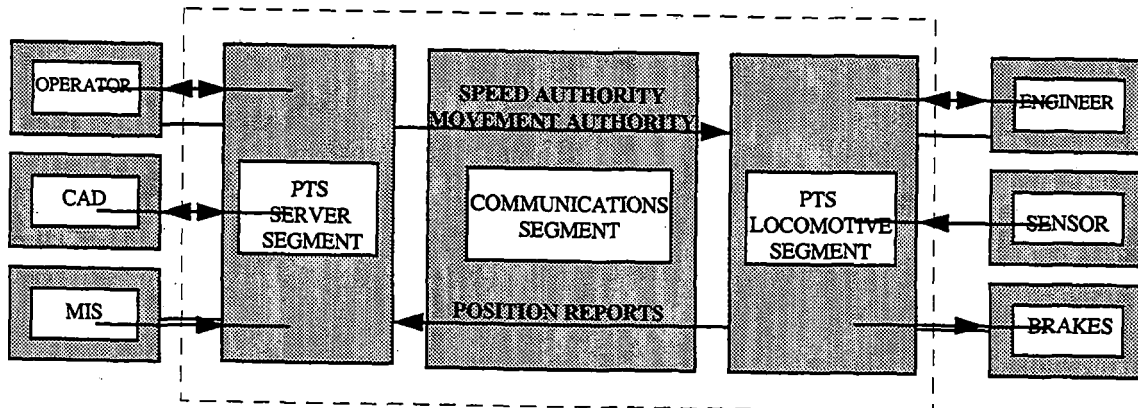 OPERATOR
CAD
MIS
PTS
SERVER
SEGMENT
SPEED AUTHORITY
MOVEMENT AUTHORITY
COMMUNICATIONS
SEGMENT
POSITION REPORTS
PTS
LOCOMOTIVE
SEGMENT
ENGINEER
SENSOR
BRAKES